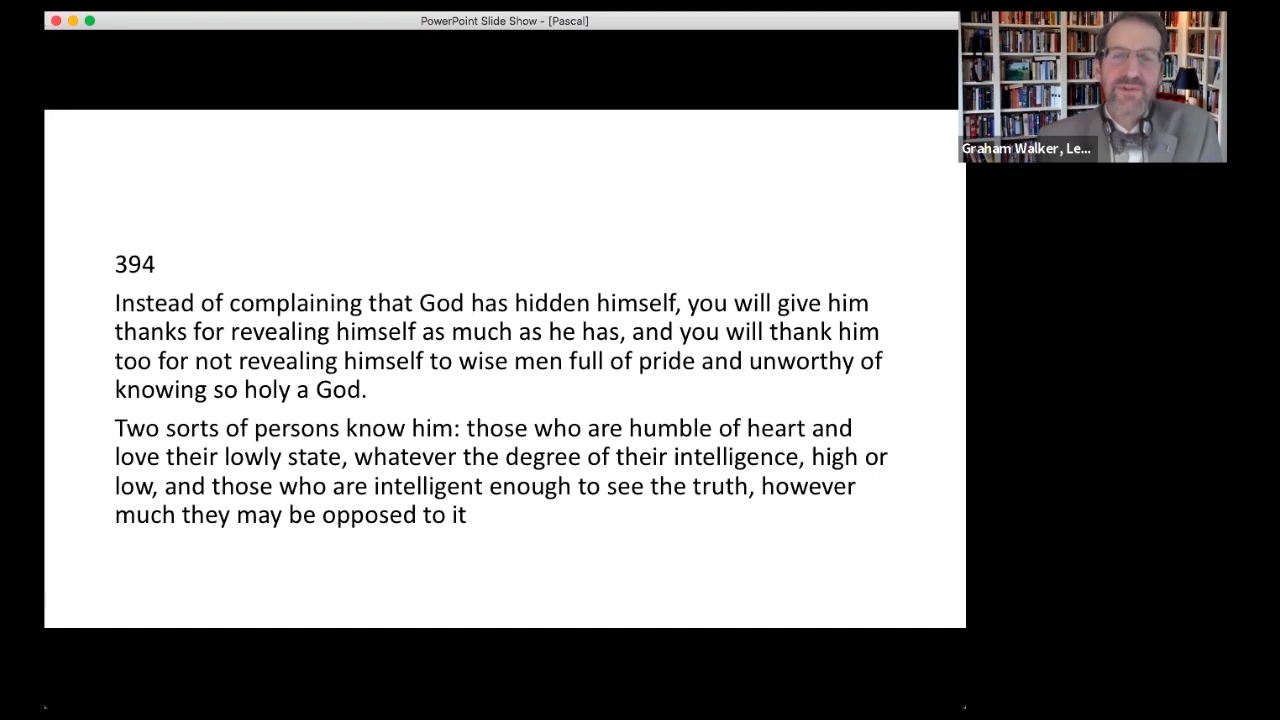 PowerPoint Slide Show - [Pascal]
Graham Walker, Le...
394
Instead of complaining that God has hidden himself, you will give him
thanks for revealing himself as much as he has, and you will thank him
too for not revealing himself to wise men full of pride and unworthy of
knowing so holy a God.
Two sorts of persons know him: those who are humble of heart and
love their lowly state, whatever the degree of their intelligence, high or
low, and those who are intelligent enough to see the truth, however
much they may be opposed to it